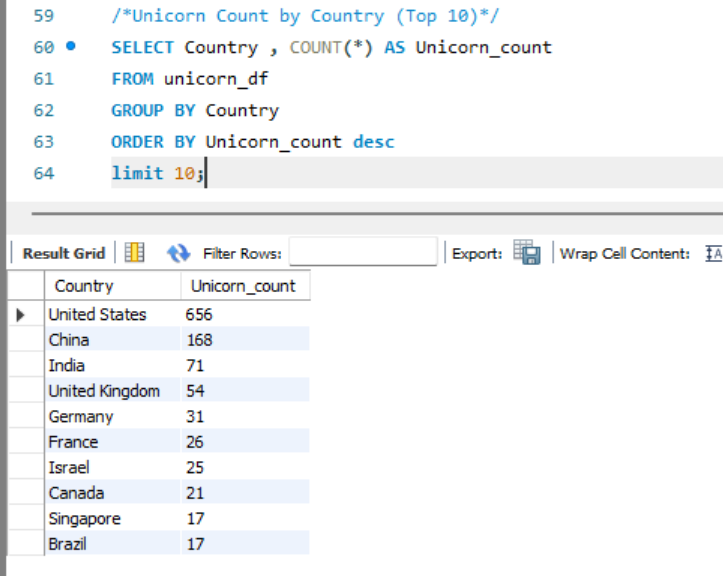 59 /*Unicorn Count by Country (Top 10)*/
60 SELECT Country , COUNT(*) AS Unicorn_count
61 FROM unicorn_df
62 GROUP BY Country
63 ORDER BY Unicorn_count desc
64 limit 10;
Result Grid Filter Rows: Export: Wrap Cell Content: IA
Country Unicorn_count
United States 656
China 168
India 71
United Kingdom 54
Germany 31
France 26
Israel 25
Canada 21
Singapore 17
Brazil 17